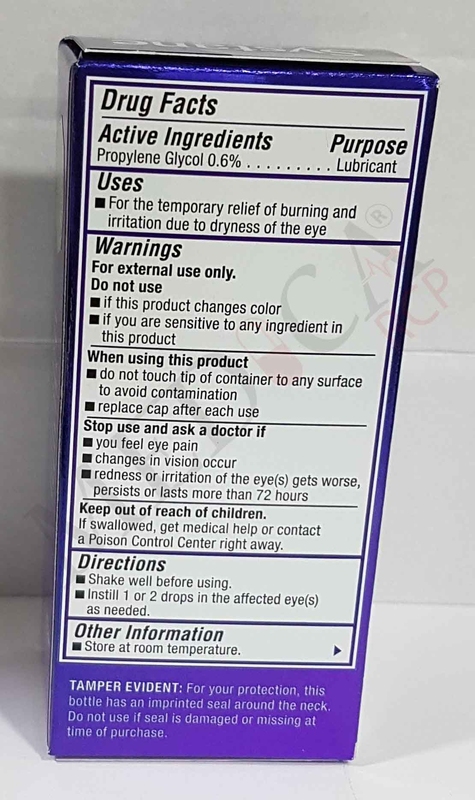 Drug Facts
Active Ingredients Purpose
Propylene Glycol 0.6% . . . . . . . . . Lubricant
Uses
■ For the temporary relief of burning and
irritation due to dryness of the eye
Warnings
For external use only.
Do not use
■ if this product changes color
■ if you are sensitive to any ingredient in
this product
When using this product
■ do not touch tip of container to any surface
to avoid contamination
■ replace cap after each use
Stop use and ask a doctor if
■ you feel eye pain
■ changes in vision occur
■ redness or irritation of the eye(s) gets worse,
persists or lasts more than 72 hours
Keep out of reach of children.
If swallowed, get medical help or contact
a Poison Control Center right away.
Directions
■ Shake well before using.
■ Instill 1 or 2 drops in the affected eye(s)
as needed.
Other Information
■ Store at room temperature.
TAMPER EVIDENT: For your protection, this
bottle has an imprinted seal around the neck.
Do not use if seal is damaged or missing at
time of purchase.